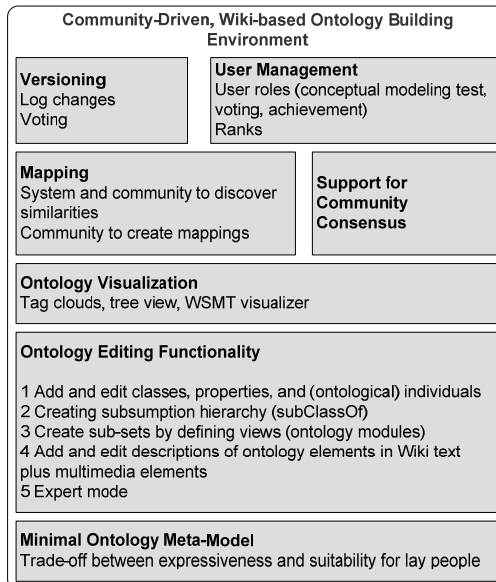 Community-Driven, Wiki-based Ontology Building
Environment
Versioning
Log changes
Voting
User Management
User roles (conceptual modeling test,
voting, achievement)
Ranks
Mapping
System and community to discover
similarities
Community to create mappings
Support for
Community
Consensus
Ontology Visualization
Tag clouds, tree view, WSMT visualizer
Ontology Editing Functionality
1 Add and edit classes, properties, and (ontological) individuals
2 Creating subsumption hierarchy (subClassOf)
3 Create sub-sets by defining views (ontology modules)
4 Add and edit descriptions of ontology elements in Wiki text
plus multimedia elements
5 Expert mode
Minimal Ontology Meta-Model
Trade-off between expressiveness and suitability for lay people